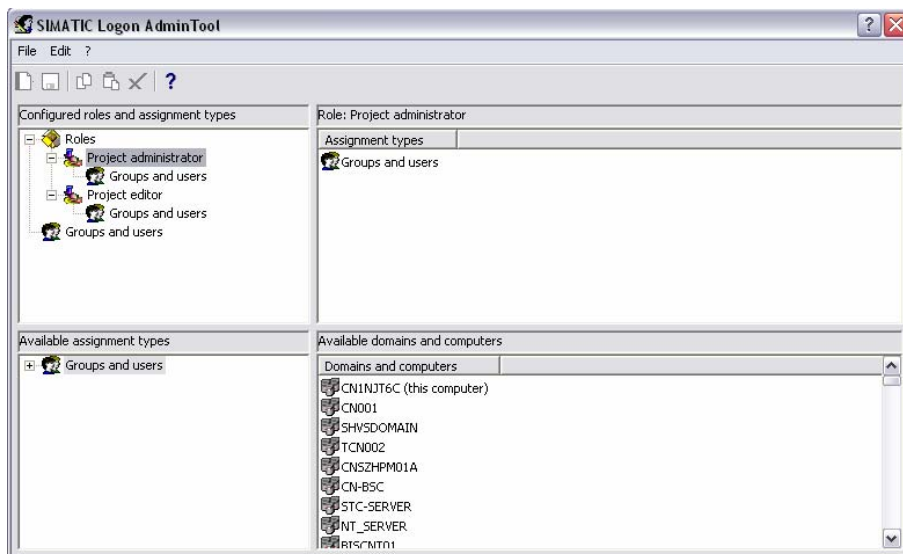 SIMATIC Logon AdminTool
File Edit ?
Configured roles and assignment types
Roles
Project administrator
Groups and users
Project editor
Groups and users
Groups and users
Role: Project administrator
Assignment types
Groups and users
Available assignment types
Groups and users
Available domains and computers
Domains and computers
CN1NJT6C (this computer)
CN001
SHVSDOMAIN
TCN002
CNSZHPM01A
CN-BSC
STC-SERVER
NT_SERVER
BISCNT01